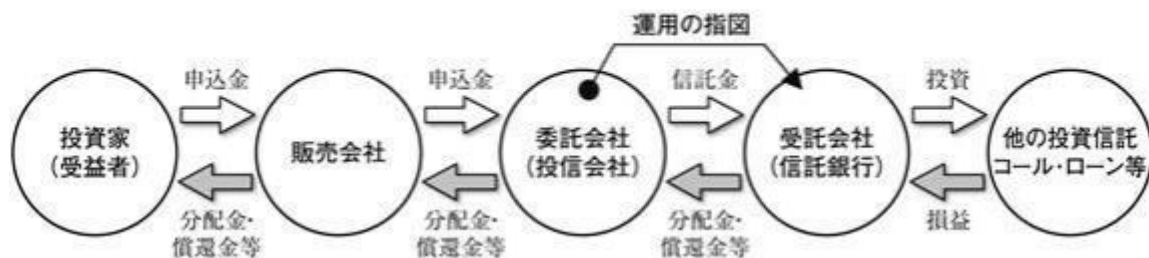 運用の指図
申込金
申込金
信託金
投資
投資家
(受益者)
販売会社
委託会社
(投信会社)
受託会社
(信託銀行)
他の投資信託
コール・ローン等
分配金・
償還金等
分配金・
償還金等
分配金・
償還金等
損益